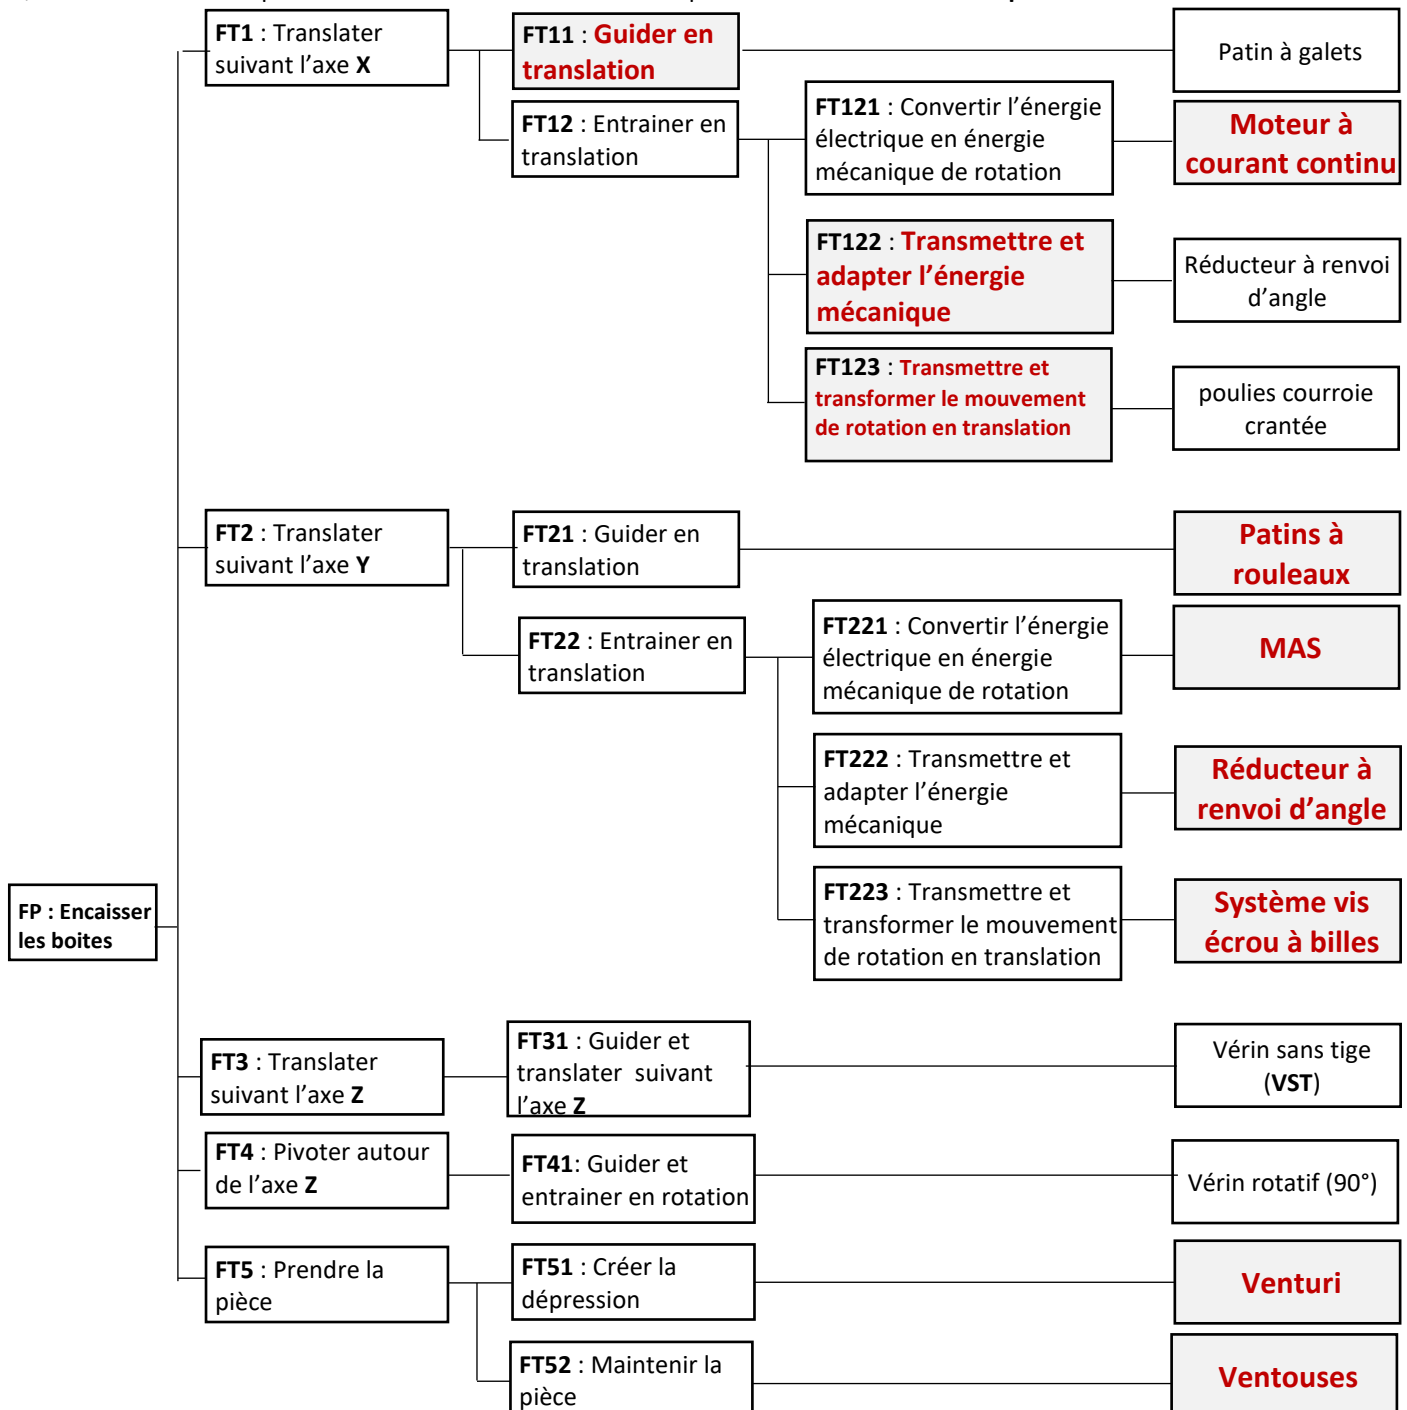 FT1 : Translater
suivant l'axe X
FT11 : Guider en
translation
Patin à galets
FT12 : Entrainer en
translation
FT121 : Convertir l'énergie
électrique en énergie
mécanique de rotation
Moteur à
courant continu
FT122 : Transmettre et
adapter l'énergie
mécanique
Réducteur à renvoi
d'angle
FT123 : Transmettre et
transformer le mouvement
de rotation en translation
poulies courroie
crantée
FT2 : Translater
suivant l'axe Y
FT21 : Guider en
translation
Patins à
rouleaux
FT22 : Entrainer en
translation
FT221 : Convertir l'énergie
électrique en énergie
mécanique de rotation
MAS
FT222 : Transmettre et
adapter l'énergie
mécanique
Réducteur à
renvoi d'angle
FT223 : Transmettre et
transformer le mouvement
de rotation en translation
Système vis
écrou à billes
FP : Encaisser
les boites
FT3 : Translater
suivant l'axe Z
FT31 : Guider et
translater suivant
l'axe Z
Vérin sans tige
(VST)
FT4 : Pivoter autour
de l'axe Z
FT41: Guider et
entrainer en rotation
Vérin rotatif (90°)
FT5 : Prendre la
pièce
FT51 : Créer la
dépression
Venturi
FT52 : Maintenir la
pièce
Ventouses